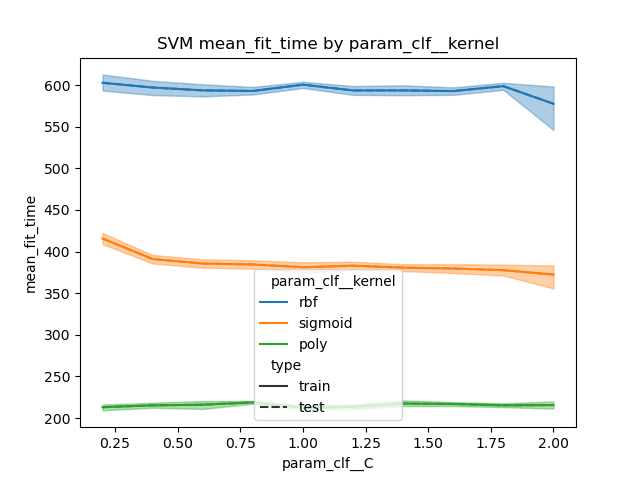 SVM mean_fit_time by param_clf__kernel
mean_fit_time
600
550
500
450
400
350
300
250
200
param_clf__kernel
rbf
sigmoid
poly
type
train
test
0.25 0.50 0.75 1.00 1.25 1.50 1.75 2.00
param_clf__C